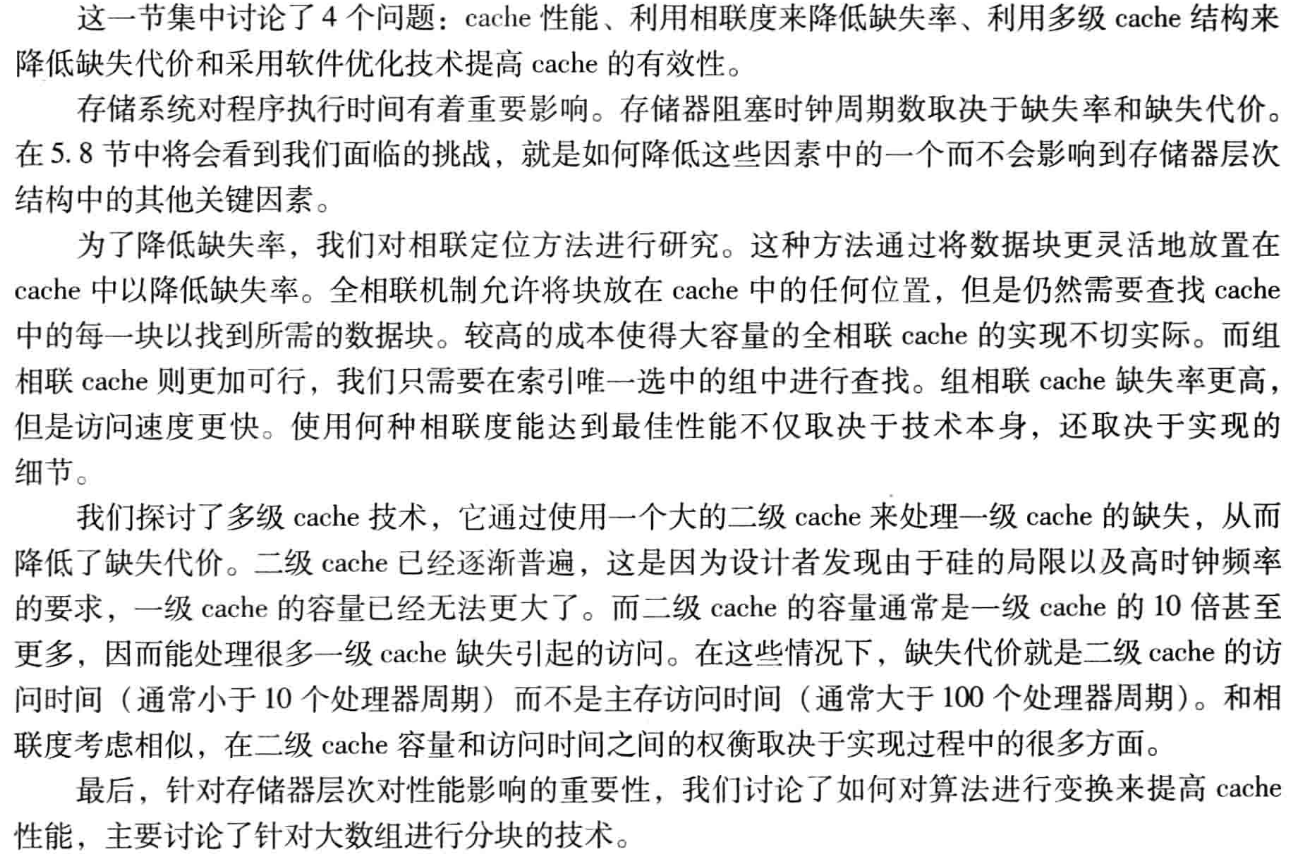 这一节集中讨论了4个问题：cache 性能、利用相联度来降低缺失率、利用多级 cache 结构来
降低缺失代价和采用软件优化技术提高 cache 的有效性。
存储系统对程序执行时间有着重要影响。存储器阻塞时钟周期数取决于缺失率和缺失代价。
在5.8节中将会看到我们面临的挑战，就是如何降低这些因素中的一个而不会影响到存储器层次
结构中的其他关键因素。
为了降低缺失率，我们对相联定位方法进行研究。这种方法通过将数据块更灵活地放置在
cache 中以降低缺失率。全相联机制允许将块放在 cache 中的任何位置，但是仍然需要查找 cache
中的每一块以找到所需的数据块。较高的成本使得大容量的全相联 cache 的实现不切实际。而组
相联 cache 则更加可行，我们只需要在索引唯一选中的组中进行查找。组相联 cache 缺失率更高，
但是访问速度更快。使用何种相联度能达到最佳性能不仅取决于技术本身，还取决于实现的
细节。
我们探讨了多级 cache 技术，它通过使用一个大的二级 cache 来处理一级 cache 的缺失，从而
降低了缺失代价。二级 cache 已经逐渐普遍，这是因为设计者发现由于硅的局限以及高时钟频率
的要求，一级 cache 的容量已经无法更大了。而二级 cache 的容量通常是一级 cache 的 10 倍甚至
更多，因而能处理很多一级 cache 缺失引起的访问。在这些情况下，缺失代价就是二级 cache 的访
问时间（通常小于 10 个处理器周期）而不是主存访问时间（通常大于 100 个处理器周期）。和相
联度考虑相似，在二级 cache 容量和访问时间之间的权衡取决于实现过程中的很多方面。
最后，针对存储器层次对性能影响的重要性，我们讨论了如何对算法进行变换来提高 cache
性能，主要讨论了针对大数组进行分块的技术。